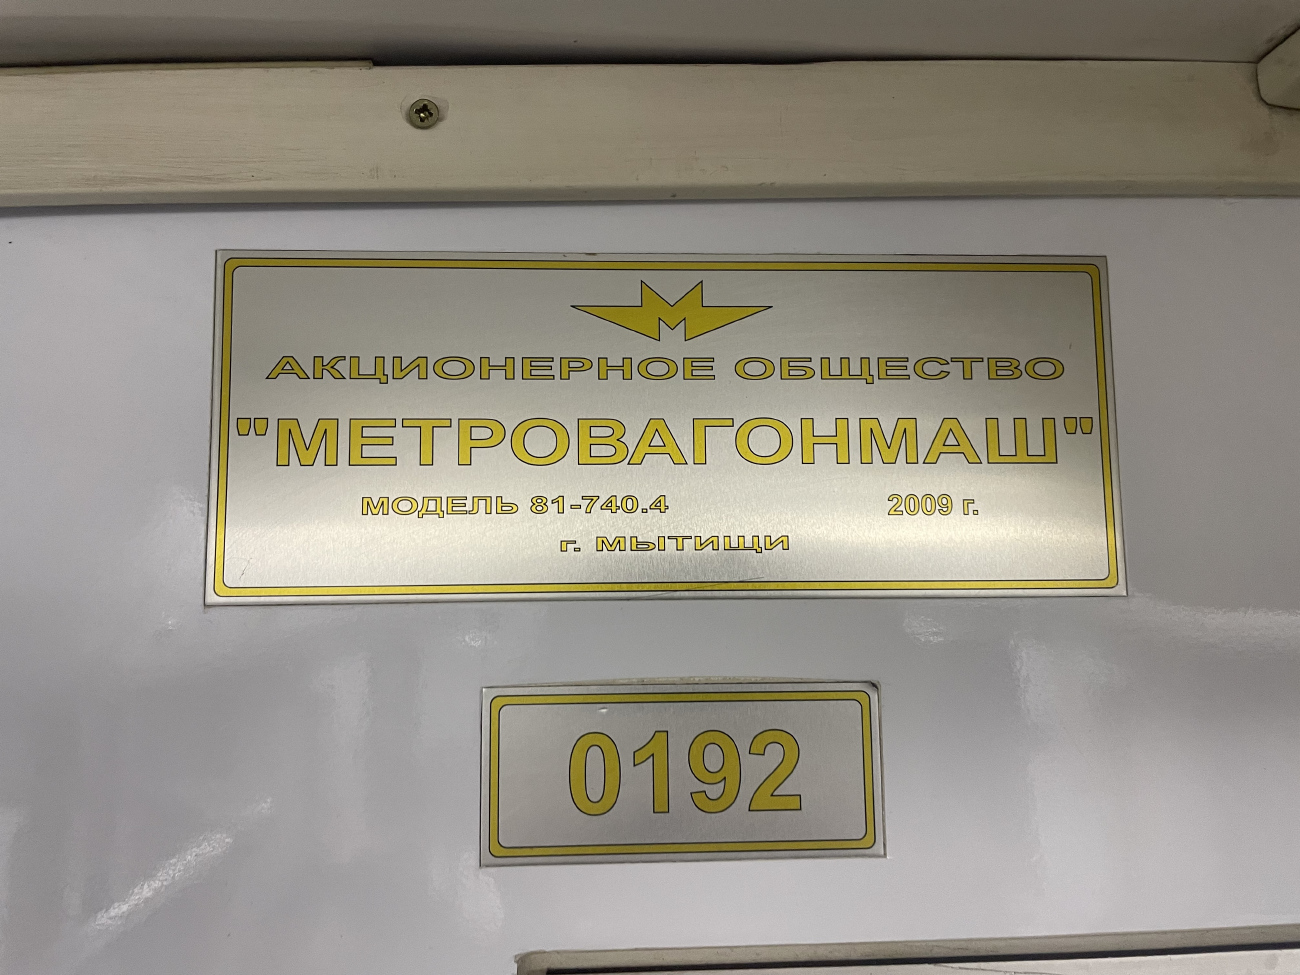 АКЦИОНЕРНОЕ ОБЩЕСТВО
"МЕТРОВАГОНМАШ"
МОДЕЛЬ 81-740.4 2009 г.
г. МЫТИЩИ
0192